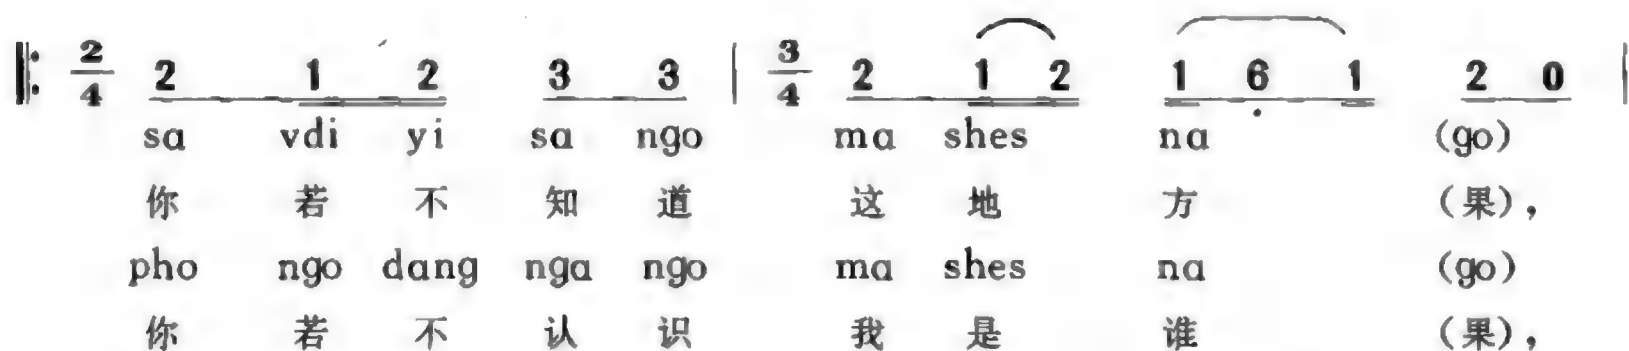 2/4 2 1 2 3 3 | 3/4 2 1 2 1 6 1 2 0 |
sa vdi yi sa ngo ma shes na (go)
你 若 不 知 道 这 地 方 (果),
pho ngo dang nga ngo ma shes na (go)
你 若 不 认 识 我 是 谁 (果),